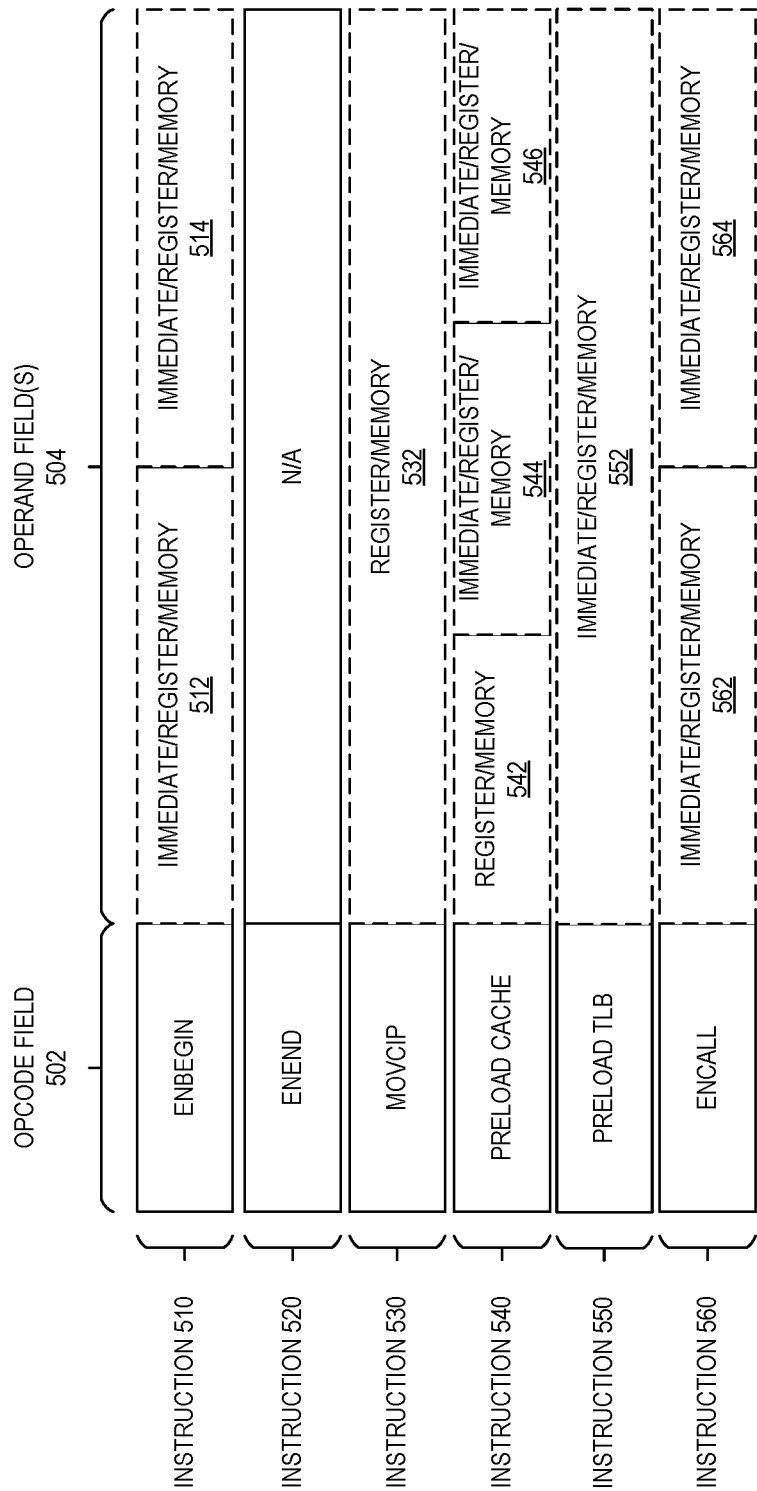 OPCODE FIELD
502
OPERAND FIELD(S)
504
INSTRUCTION 510
ENBEGIN
IMMEDIATE/REGISTER/MEMORY
512
IMMEDIATE/REGISTER/MEMORY
514
INSTRUCTION 520
ENEND
N/A
INSTRUCTION 530
MOVCIP
REGISTER/MEMORY
532
INSTRUCTION 540
PRELOAD CACHE
REGISTER/MEMORY
542
IMMEDIATE/REGISTER/
MEMORY
544
IMMEDIATE/REGISTER/
MEMORY
546
INSTRUCTION 550
PRELOAD TLB
IMMEDIATE/REGISTER/MEMORY
552
INSTRUCTION 560
ENCALL
IMMEDIATE/REGISTER/MEMORY
562
IMMEDIATE/REGISTER/MEMORY
564